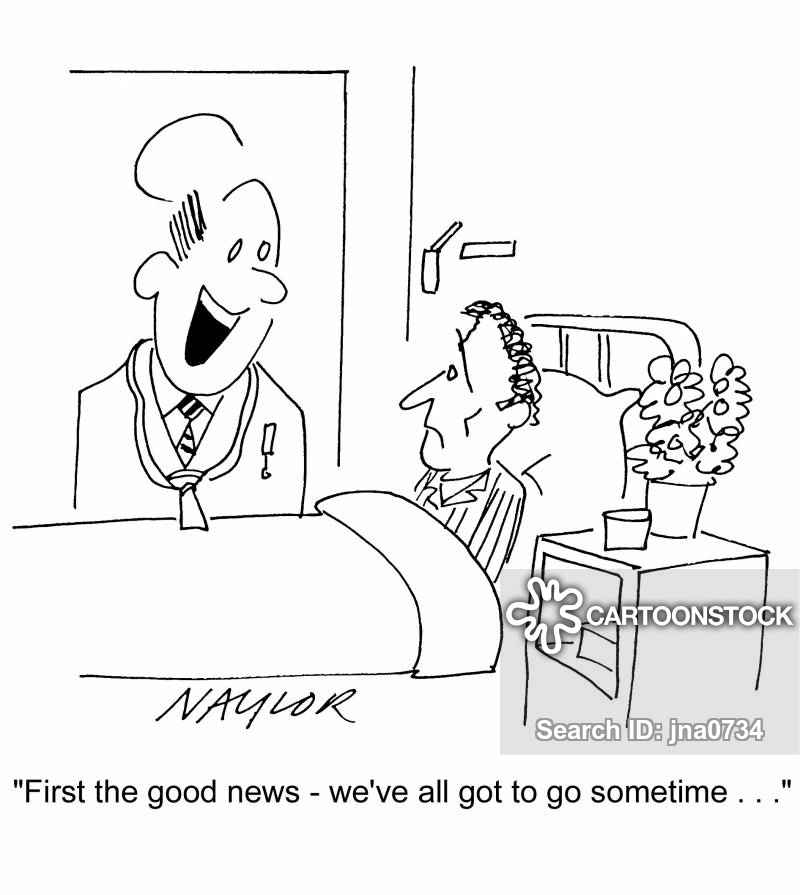 CARTOONSTOCK
Search ID: jna0734
NAYLOR
"First the good news - we've all got to go sometime . . ."